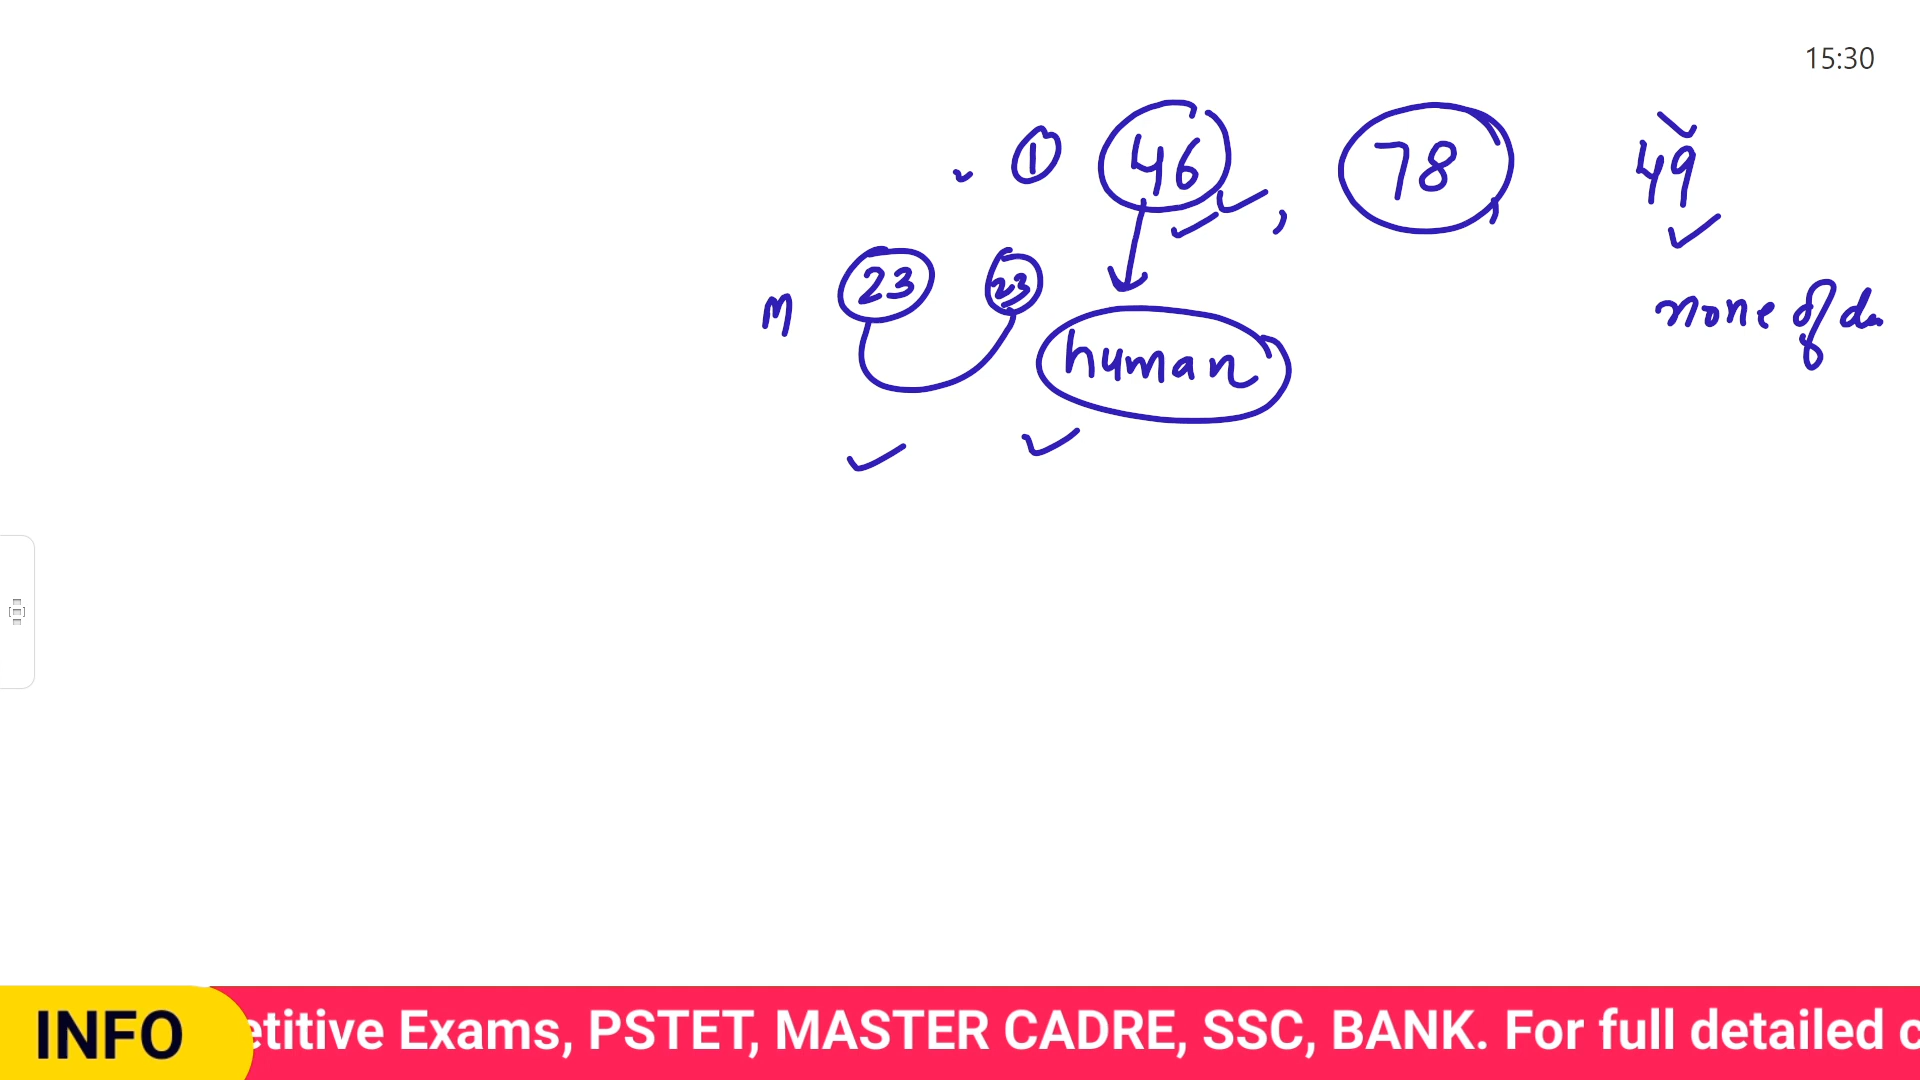 15:30
① 46 , 78 49
m 23 23
none of
human
INFO etitive Exams, PSTET, MASTER CADRE, SSC, BANK. For full detailed c